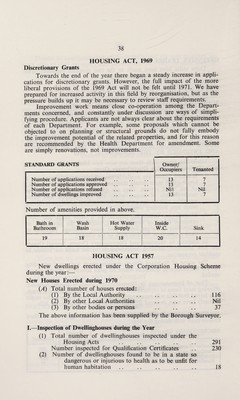 38
HOUSING ACT, 1969
Discretionary Grants
Towards the end of the year there began a steady increase in appli-
cations for discretionary grants. However, the full impact of the more
liberal provisions of the 1969 Act will not be felt until 1971. We have
prepared for increased activity in this field by reorganisation, but as the
pressure builds up it may be necessary to review staff requirements.
Improvement work means close co-operation among the Depart-
ments concerned, and constantly under discussion are ways of simpli-
fying procedure. Applicants are not always clear about the requirements
of each Department. For example, some proposals which cannot be
objected to on planning or structural grounds do not fully embody
the improvement potential of the related properties, and for this reason
are recommended by the Health Department for amendment. Some
are simply renovations, not improvements.
STANDARD GRANTS Owner/ Occupiers Tenanted
Number of applications received .. .. .. 13 7
Number of applications approved .. .. .. 13 7
Number of applications refused .. .. .. Nil Nil
Number of dwellings improved .. .. .. 13 7
Number of amenities provided in above.
Bath in Bathroom Wash Basin Hot Water Supply Inside W.C. Sink
19 18 18 20 14
HOUSING ACT 1957
New dwellings erected under the Corporation Housing Scheme
during the year:—
New Houses Erected during 1970
(A) Total number of houses erected:
(1) By the Local Authority .. .. .. .. 116
(2) By other Local Authorities .. .. .. Nil
(3) By other bodies or persons .. .. .. 37
The above information has been supplied by the Borough Surveyor.
I.—Inspection of Dwellinghouses during the Year
(1) Total number of dwellinghouses inspected under the
Housing Acts .. .. .. .. .. 291
Number inspected for Qualification Certificates .. .. 230
(2) Number of dwellinghouses found to be in a state so
dangerous or injurious to health as to be unfit for
human habitation .. .. .. .. .. 18